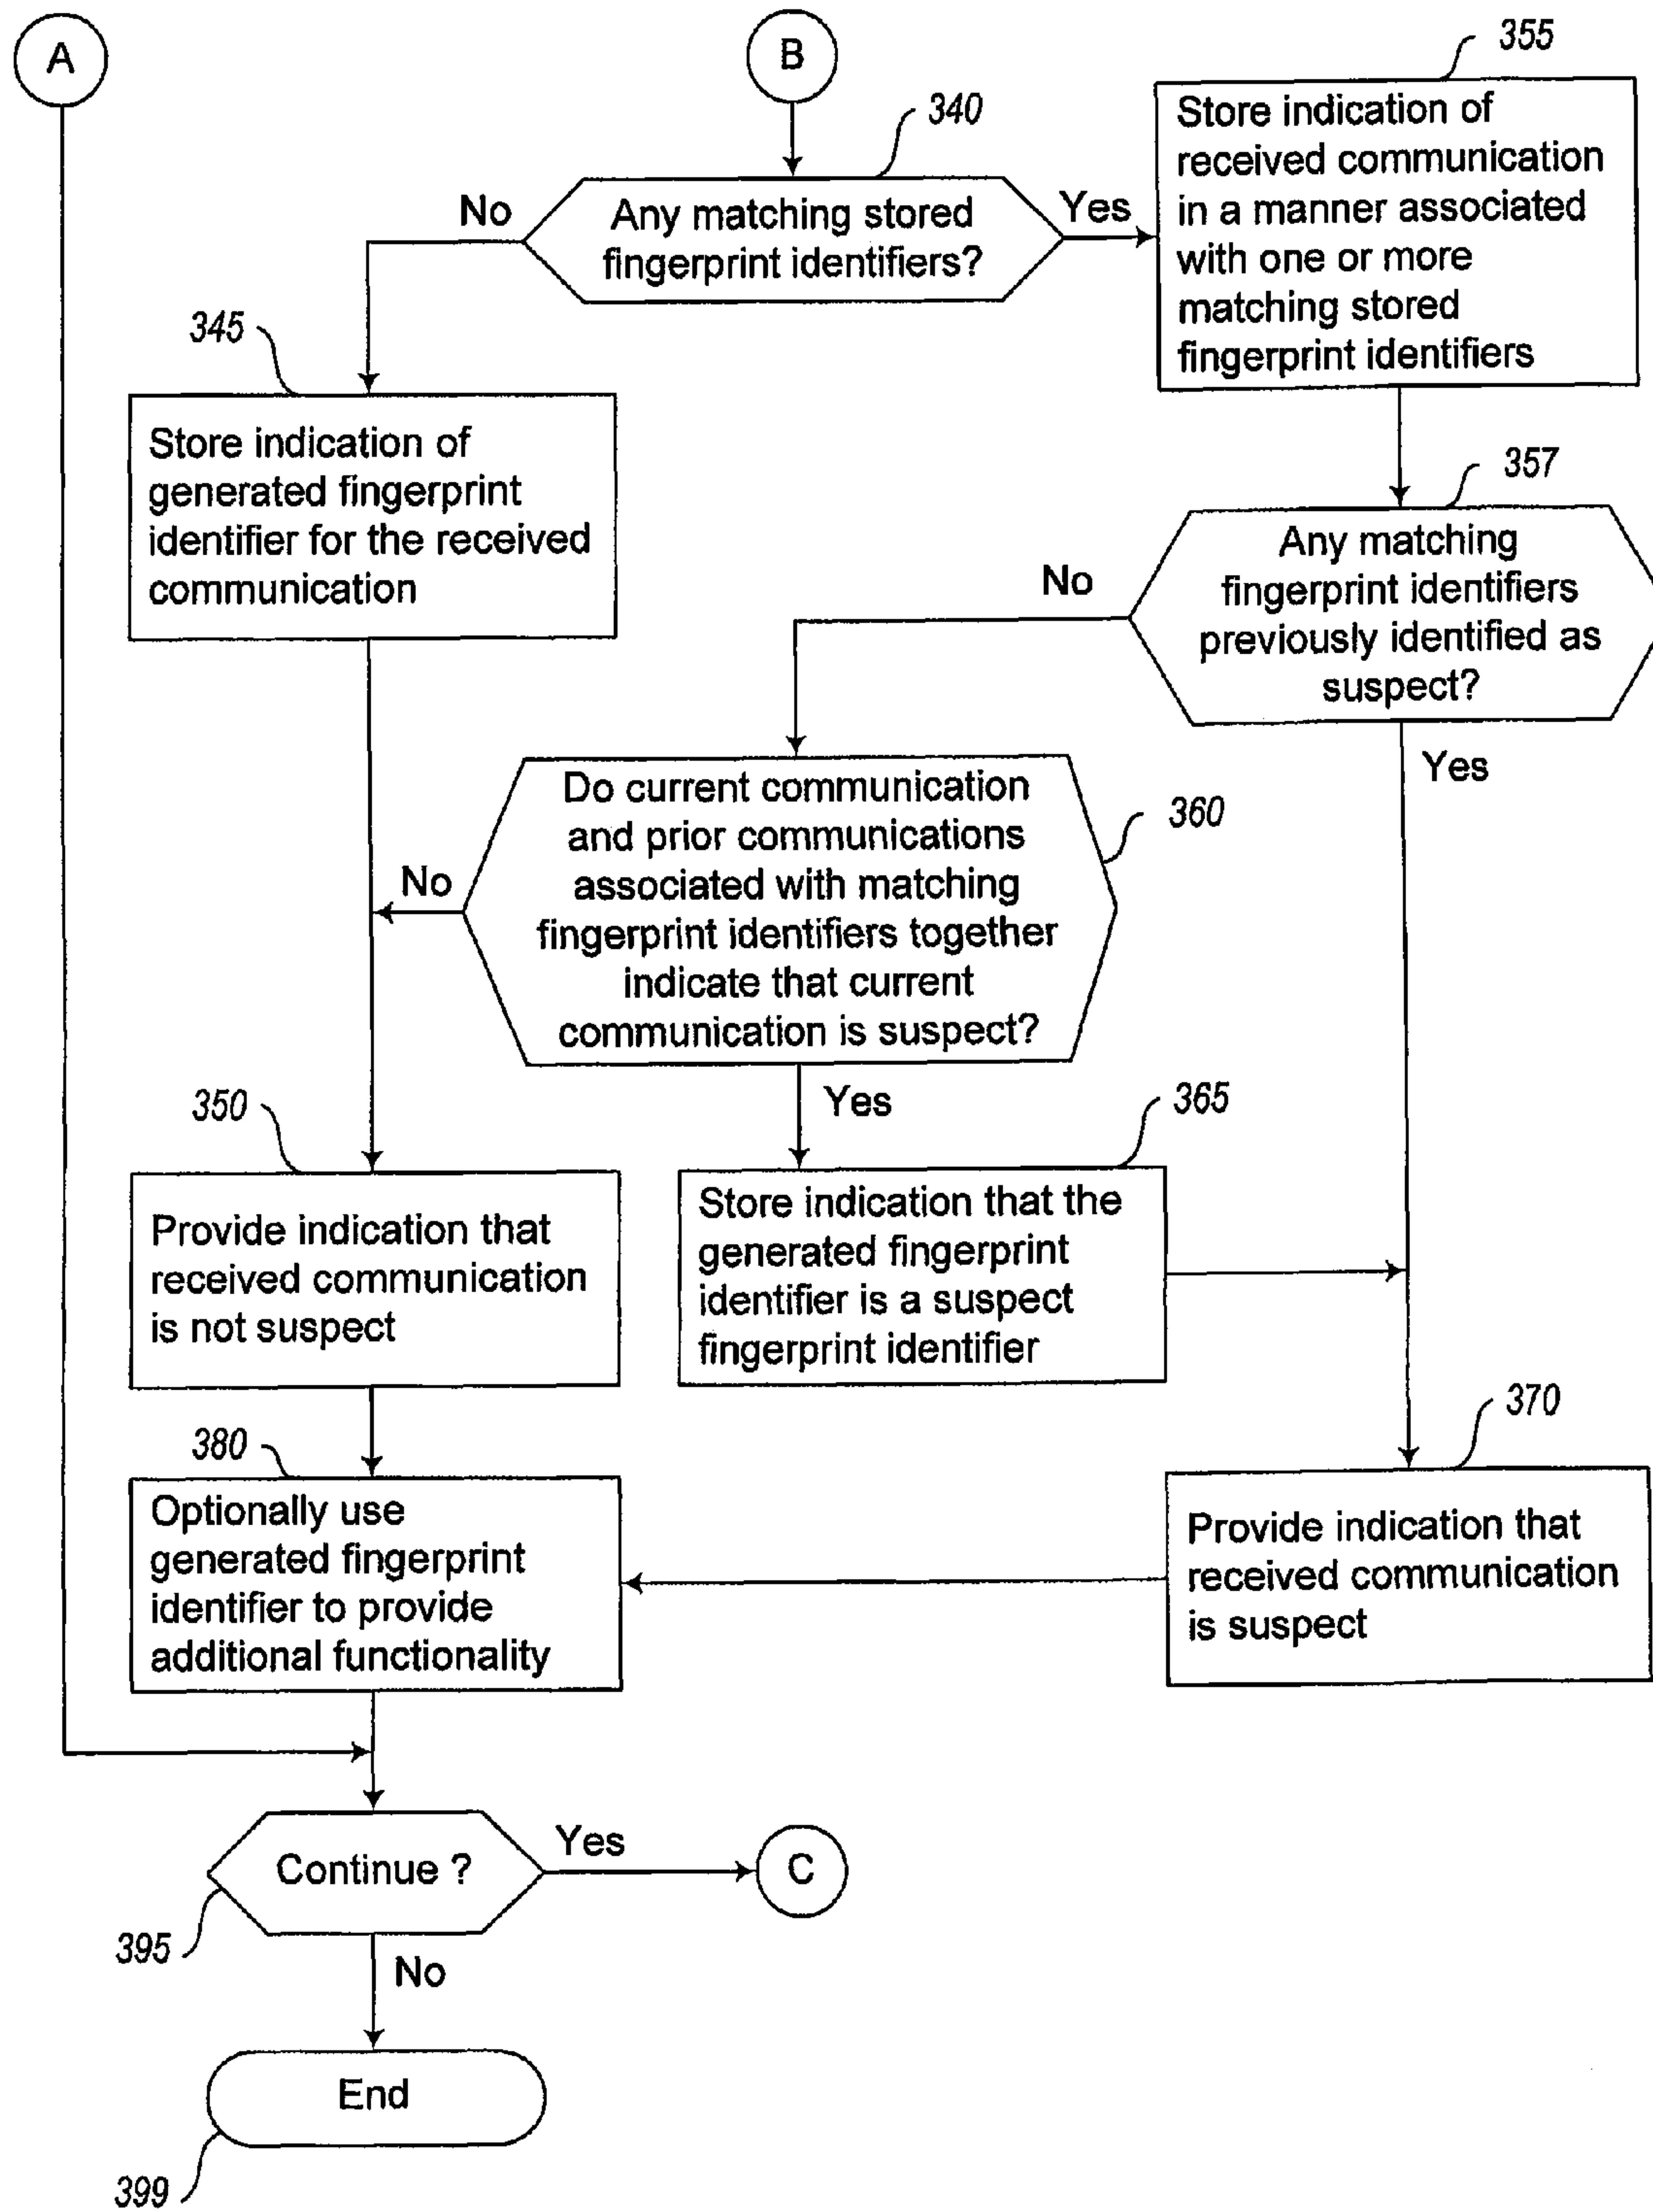 A
B
355
Store indication of
received communication
in a manner associated
with one or more
matching stored
fingerprint identifiers
340
No
Any matching stored
fingerprint identifiers?
Yes
345
Store indication of
generated fingerprint
identifier for the received
communication
357
Any matching
fingerprint identifiers
previously identified as
suspect?
No
Yes
Do current communication
and prior communications
associated with matching
fingerprint identifiers together
indicate that current
communication is suspect?
360
No
Yes
350
Provide indication that
received communication
is not suspect
365
Store indication that the
generated fingerprint
identifier is a suspect
fingerprint identifier
370
Provide indication that
received communication
is suspect
380
Optionally use
generated fingerprint
identifier to provide
additional functionality
Continue ?
Yes
C
395
No
End
399